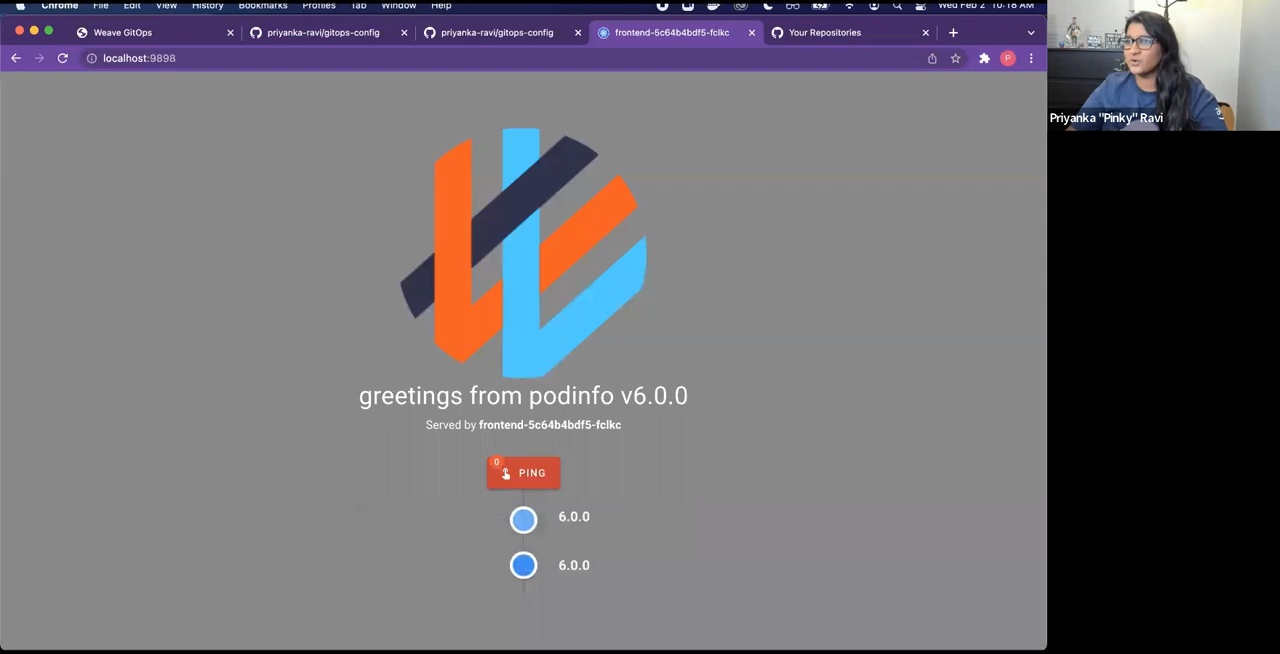 Chrome File Edit View History Bookmarks Profiles Tab Window Help Wed Feb 2 10:18 AM
Weave GitOps priyanka-ravi/gitops-config priyanka-ravi/gitops-config frontend-5c64b4bdf5-fclkc Your Repositories
localhost:9898
P
Priyanka "Pinky" Ravi
greetings from podinfo v6.0.0
Served by frontend-5c64b4bdf5-fclkc
0
PING
6.0.0
6.0.0